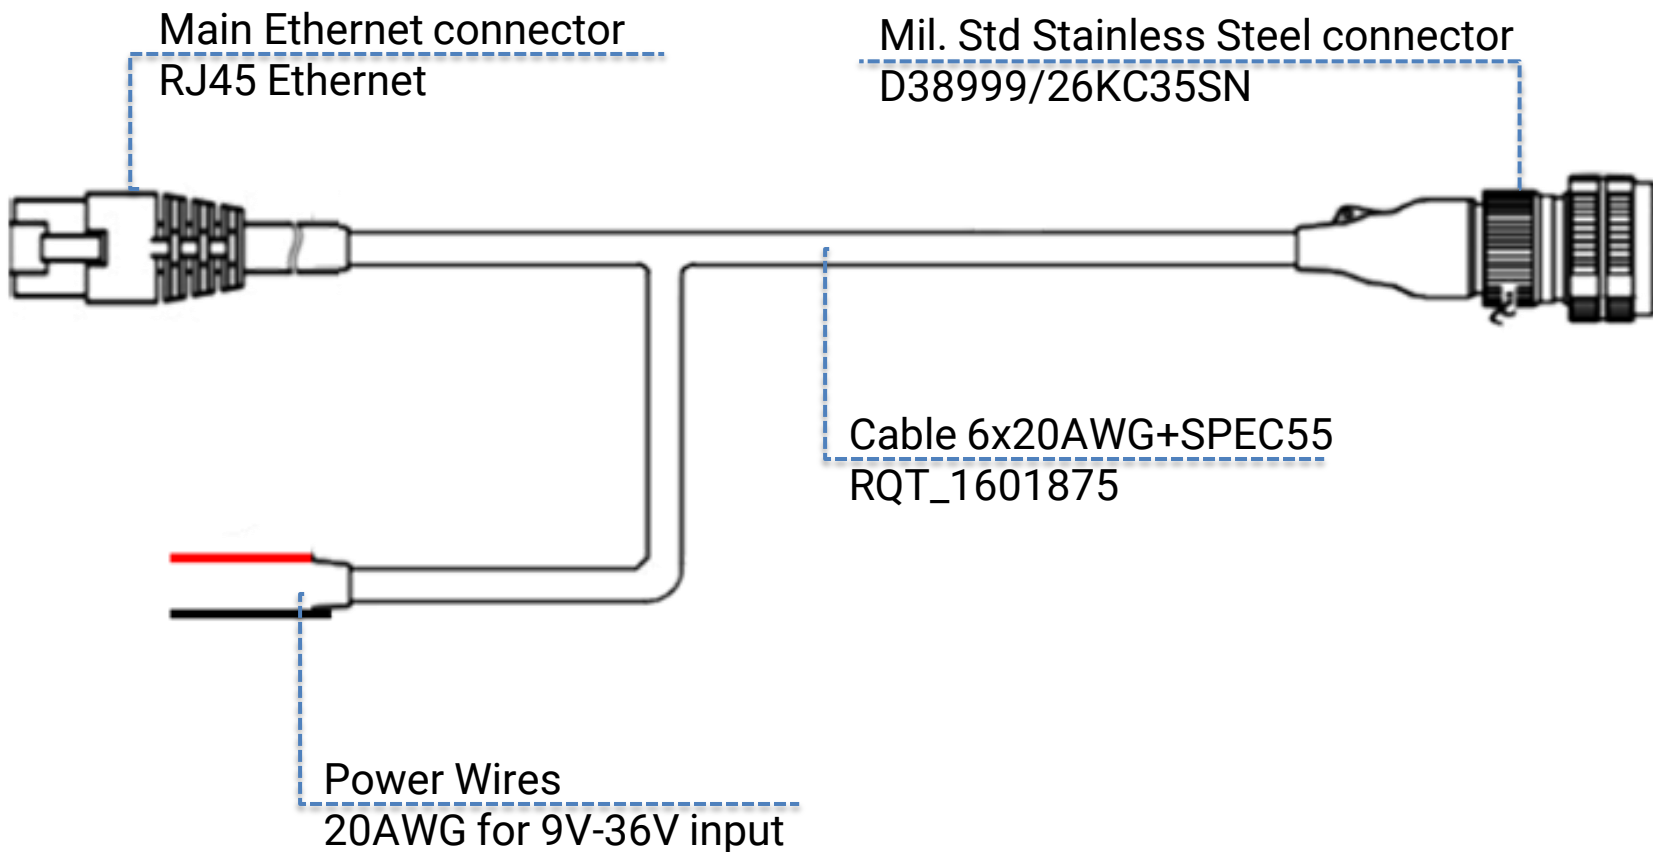 Main Ethernet connector
RJ45 Ethernet
Mil. Std Stainless Steel connector
D38999/26KC35SN
Cable 6x20AWG+SPEC55
RQT_1601875
Power Wires
20AWG for 9V-36V input